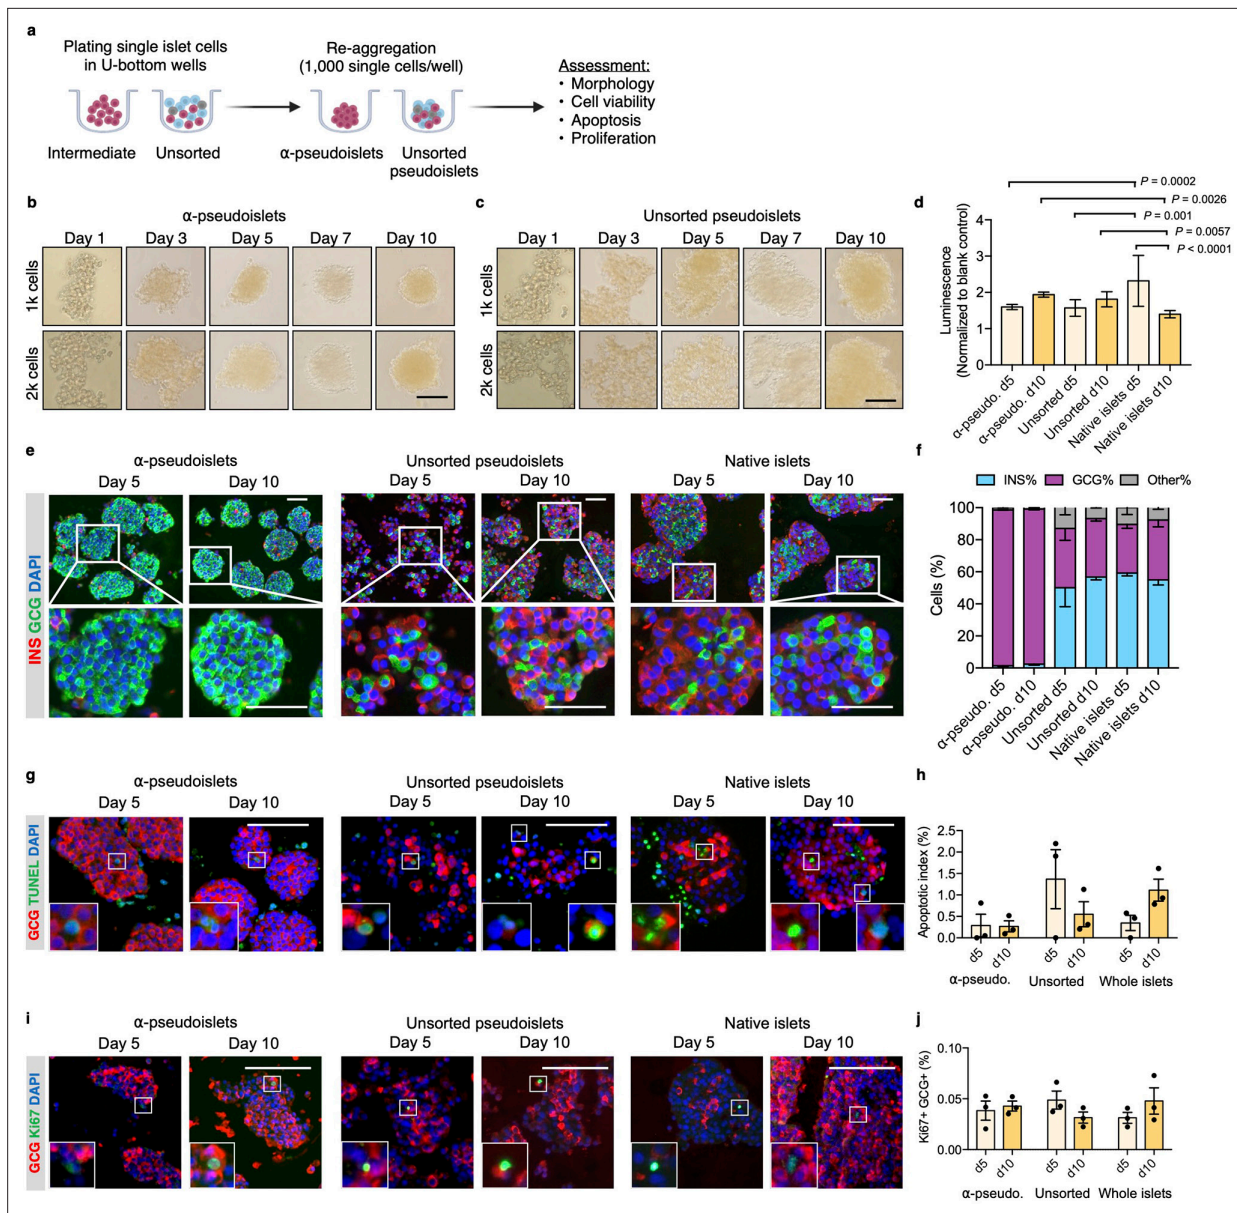 a
Plating single islet cells
in U-bottom wells
Re-aggregation
(1,000 single cells/well)
Assessment:
• Morphology
• Cell viability
• Apoptosis
• Proliferation
Intermediate
Unsorted
α-pseudoislets
Unsorted
pseudoislets
b
α-pseudoislets
Day 1
Day 3
Day 5
Day 7
Day 10
1k cells
2k cells
c
Unsorted pseudoislets
Day 1
Day 3
Day 5
Day 7
Day 10
1k cells
2k cells
d
P = 0.0002
P = 0.0026
P = 0.001
P = 0.0057
P < 0.0001
Luminescence
(Normalized to blank control)
4
3
2
1
0
α-pseudo. d5
α-pseudo. d10
Unsorted d5
Unsorted d10
Native islets d5
Native islets d10
e
α-pseudoislets
Day 5
Day 10
Unsorted pseudoislets
Day 5
Day 10
Native islets
Day 5
Day 10
INS GCG DAPI
f
INS%
GCG%
Other%
Cells (%)
100
80
60
40
20
0
α-pseudo. d5
α-pseudo. d10
Unsorted d5
Unsorted d10
Native islets d5
Native islets d10
g
α-pseudoislets
Day 5
Day 10
Unsorted pseudoislets
Day 5
Day 10
Native islets
Day 5
Day 10
GCG TUNEL DAPI
h
Apoptotic index (%)
2.5
2.0
1.5
1.0
0.5
0.0
d5
d10
d5
d10
d5
d10
α-pseudo.
Unsorted
Whole islets
i
α-pseudoislets
Day 5
Day 10
Unsorted pseudoislets
Day 5
Day 10
Native islets
Day 5
Day 10
GCG Ki67 DAPI
j
Ki67+ GCG+ (%)
0.10
0.05
0.00
d5
d10
d5
d10
d5
d10
α-pseudo.
Unsorted
Whole islets